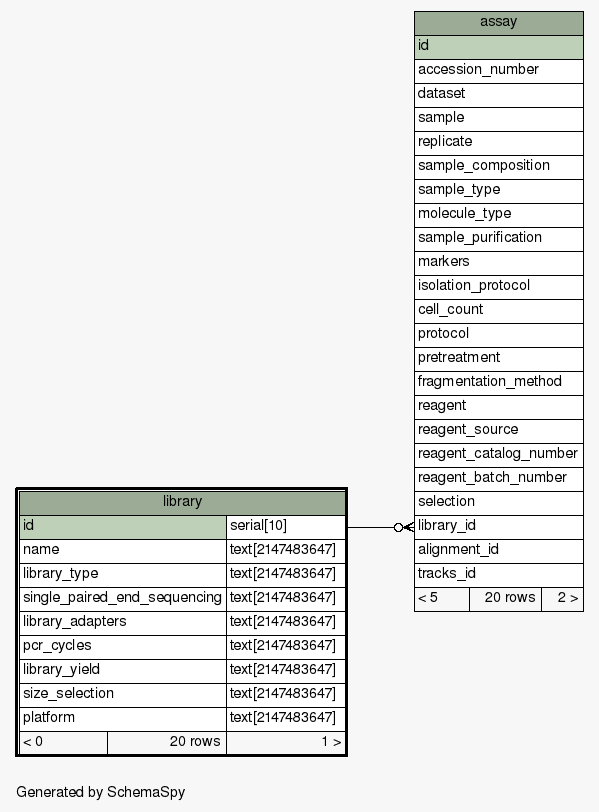 assay
id
accession_number
dataset
sample
replicate
sample_composition
sample_type
molecule_type
sample_purification
markers
isolation_protocol
cell_count
protocol
pretreatment
fragmentation_method
reagent
reagent_source
reagent_catalog_number
reagent_batch_number
selection
library_id
alignment_id
tracks_id
< 5 20 rows 2 >
library
id serial[10]
name text[2147483647]
library_type text[2147483647]
single_paired_end_sequencing text[2147483647]
library_adapters text[2147483647]
pcr_cycles text[2147483647]
library_yield text[2147483647]
size_selection text[2147483647]
platform text[2147483647]
< 0 20 rows 1 >
Generated by SchemaSpy